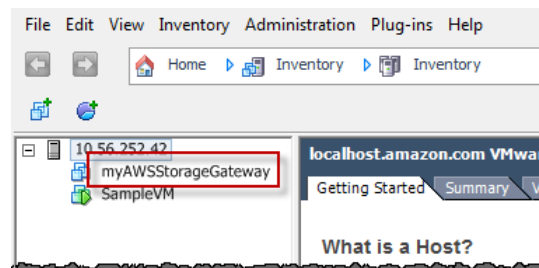 File Edit View Inventory Administration Plug-ins Help
Home Inventory Inventory
10.56.252.42
myAWSStorageGateway
SampleVM
localhost.amazon.com VMwa
Getting Started Summary
What is a Host?